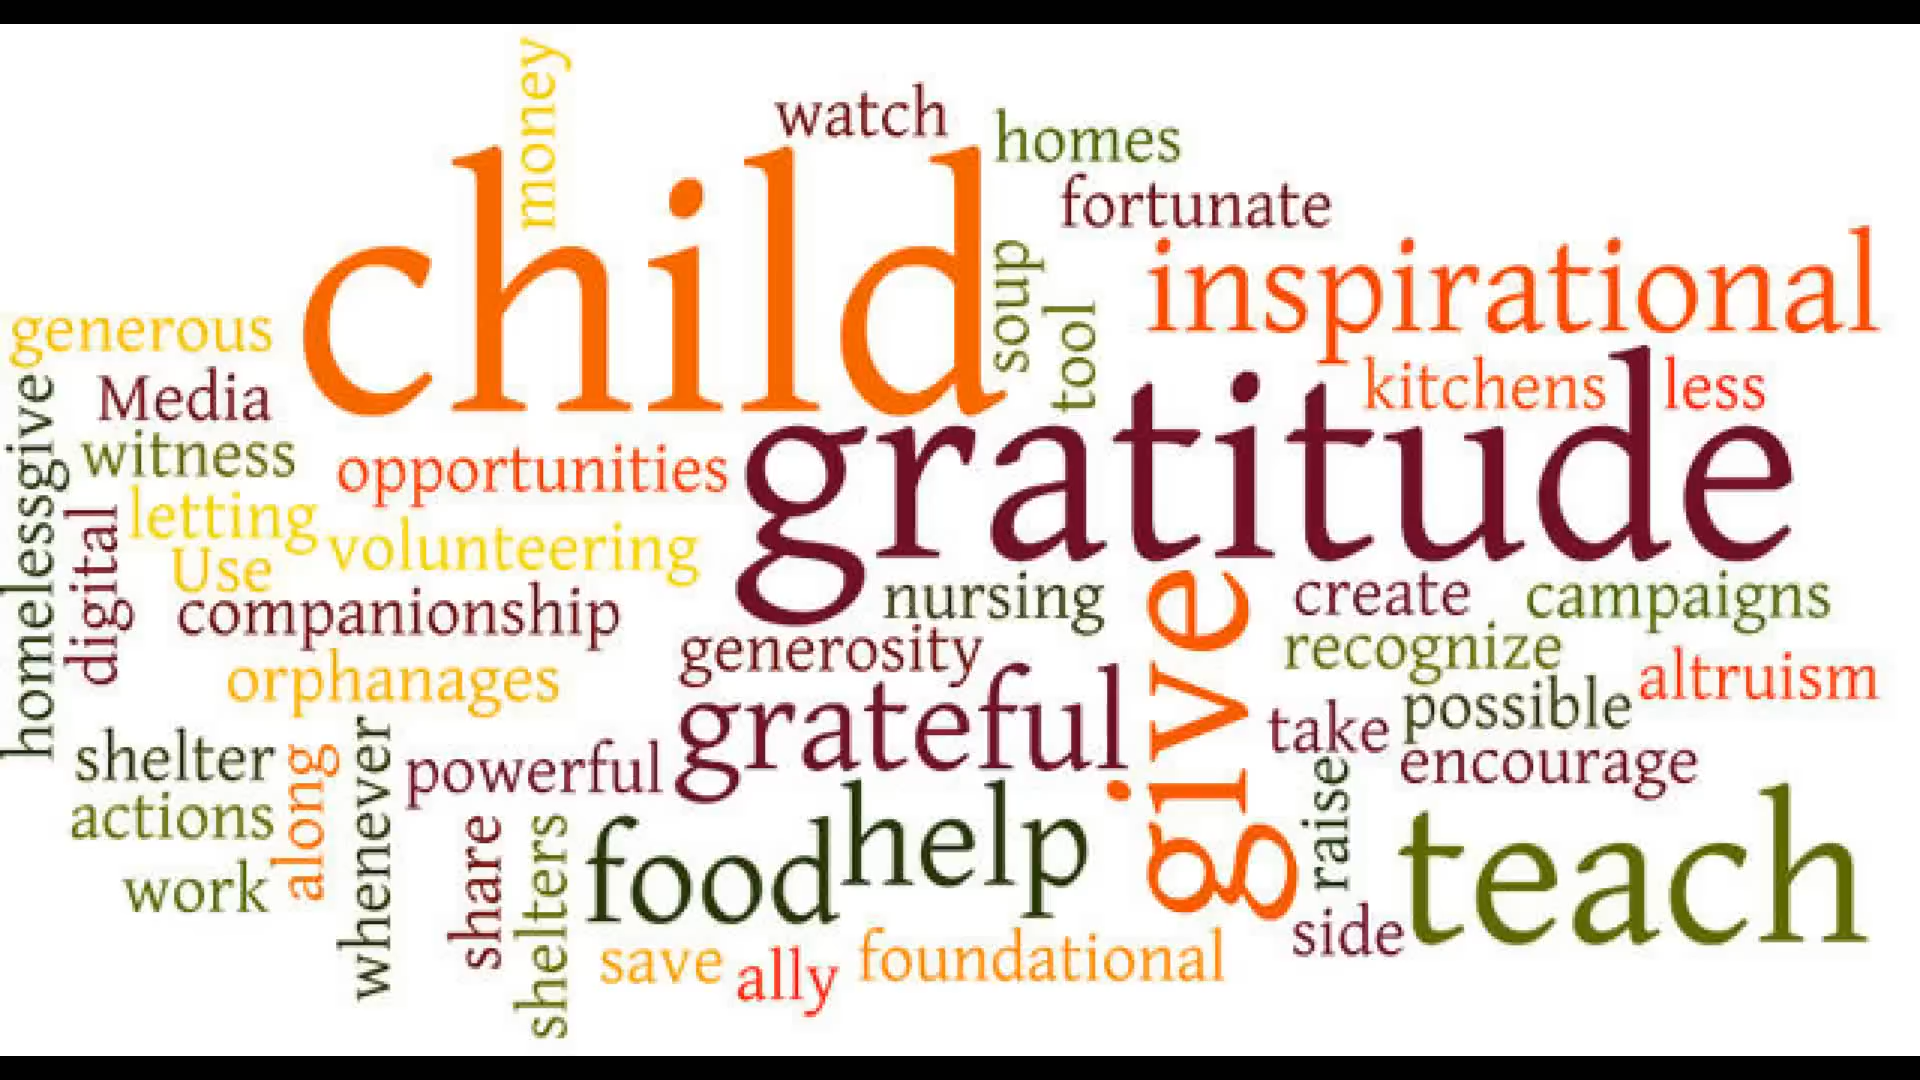 money
watch
homes
fortunate
child
soup
tool
inspirational
generous
Media
kitchens
less
gratitude
homelessgive
witness
opportunities
letting
digital
volunteering
Use
companionship
nursing
create
campaigns
generosity
recognize
orphanages
give
altruism
grateful
take
possible
shelter
along
whenever
powerful
encourage
actions
work
share
shelters
food
help
raise
teach
side
save
ally
foundational